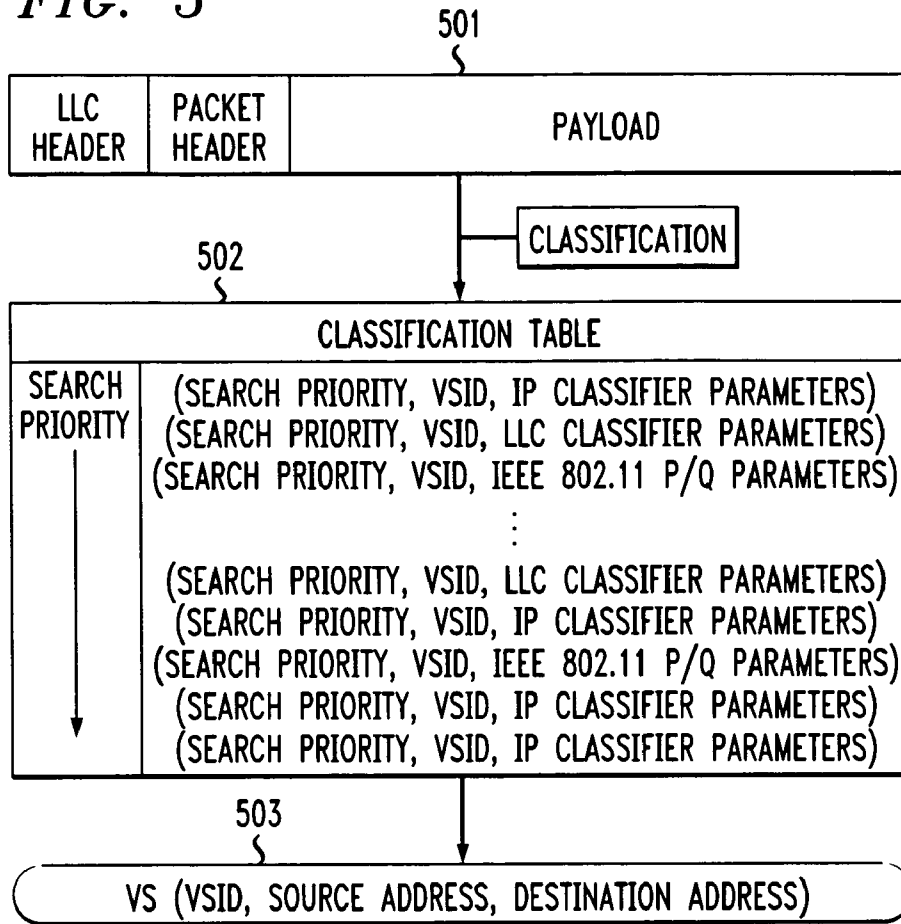 FIG. 5
501
LLC HEADER
PACKET HEADER
PAYLOAD
CLASSIFICATION
502
CLASSIFICATION TABLE
SEARCH PRIORITY
(SEARCH PRIORITY, VSID, IP CLASSIFIER PARAMETERS)
(SEARCH PRIORITY, VSID, LLC CLASSIFIER PARAMETERS)
(SEARCH PRIORITY, VSID, IEEE 802.11 P/Q PARAMETERS)
⋮
(SEARCH PRIORITY, VSID, LLC CLASSIFIER PARAMETERS)
(SEARCH PRIORITY, VSID, IP CLASSIFIER PARAMETERS)
(SEARCH PRIORITY, VSID, IEEE 802.11 P/Q PARAMETERS)
(SEARCH PRIORITY, VSID, IP CLASSIFIER PARAMETERS)
(SEARCH PRIORITY, VSID, IP CLASSIFIER PARAMETERS)
503
VS (VSID, SOURCE ADDRESS, DESTINATION ADDRESS)